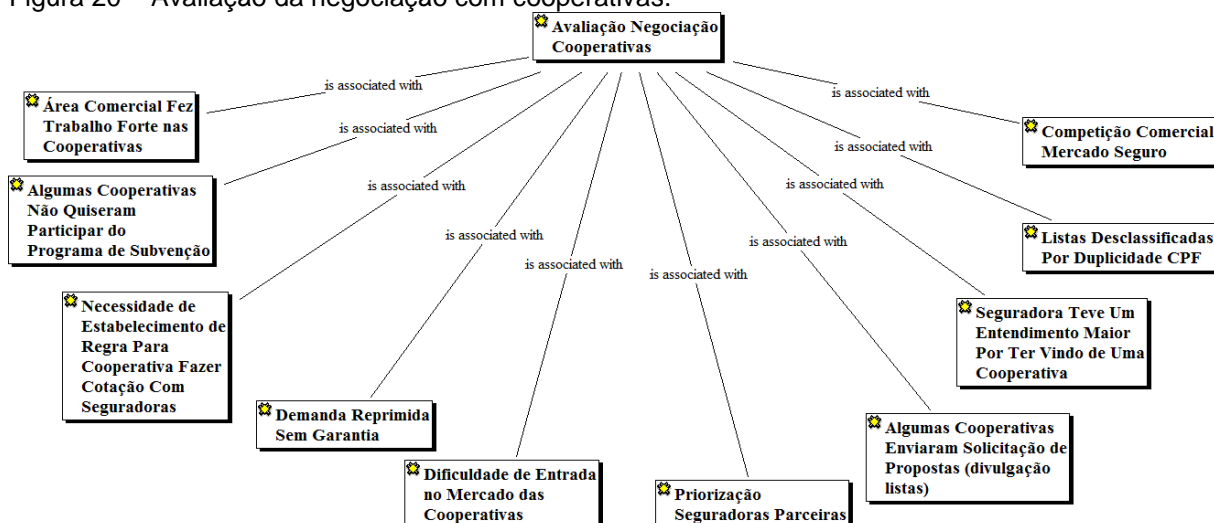 Figura 20 – Avaliação da negociação com cooperativas.
Avaliação Negociação
Cooperativas
is associated with
is associated with
is associated with
is associated with
is associated with
is associated with
is associated with
is associated with
is associated with
is associated with
Área Comercial Fez
Trabalho Forte nas
Cooperativas
Algumas Cooperativas
Não Quiseram
Participar do
Programa de Subvenção
Necessidade de
Estabelecimento de
Regra Para
Cooperativa Fazer
Cotação Com
Seguradoras
Demanda Reprimida
Sem Garantia
Dificuldade de Entrada
no Mercado das
Cooperativas
Priorização
Seguradoras Parceiras
Algumas Cooperativas
Enviaram Solicitação de
Propostas (divulgação
listas)
Seguradora Teve Um
Entendimento Maior
Por Ter Vindo de Uma
Cooperativa
Listas Desclassificadas
Por Duplicidade CPF
Competição Comercial
Mercado Seguro